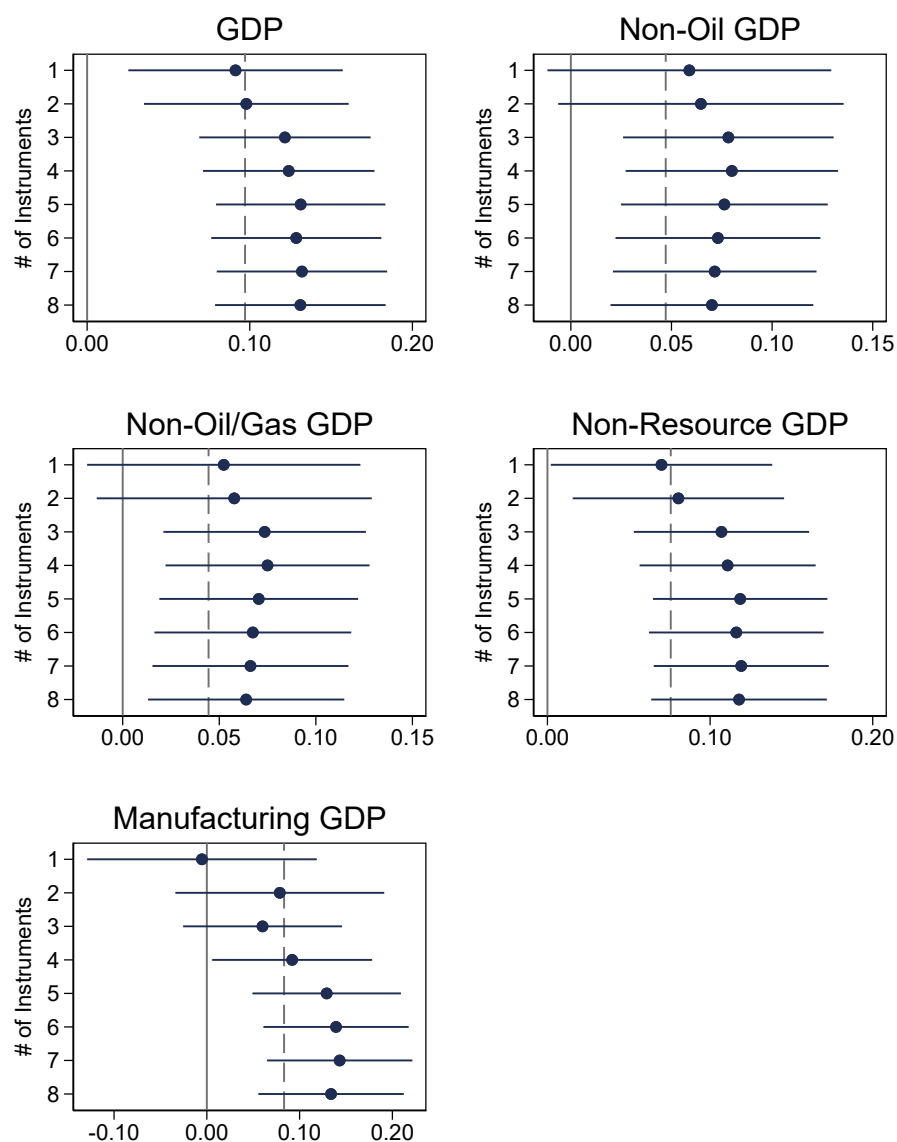 GDP
# of Instruments
1
2
3
4
5
6
7
8
0.00 0.10 0.20
Non-Oil GDP
# of Instruments
1
2
3
4
5
6
7
8
0.00 0.05 0.10 0.15
Non-Oil/Gas GDP
# of Instruments
1
2
3
4
5
6
7
8
0.00 0.05 0.10 0.15
Non-Resource GDP
# of Instruments
1
2
3
4
5
6
7
8
0.00 0.10 0.20
Manufacturing GDP
# of Instruments
1
2
3
4
5
6
7
8
-0.10 0.00 0.10 0.20